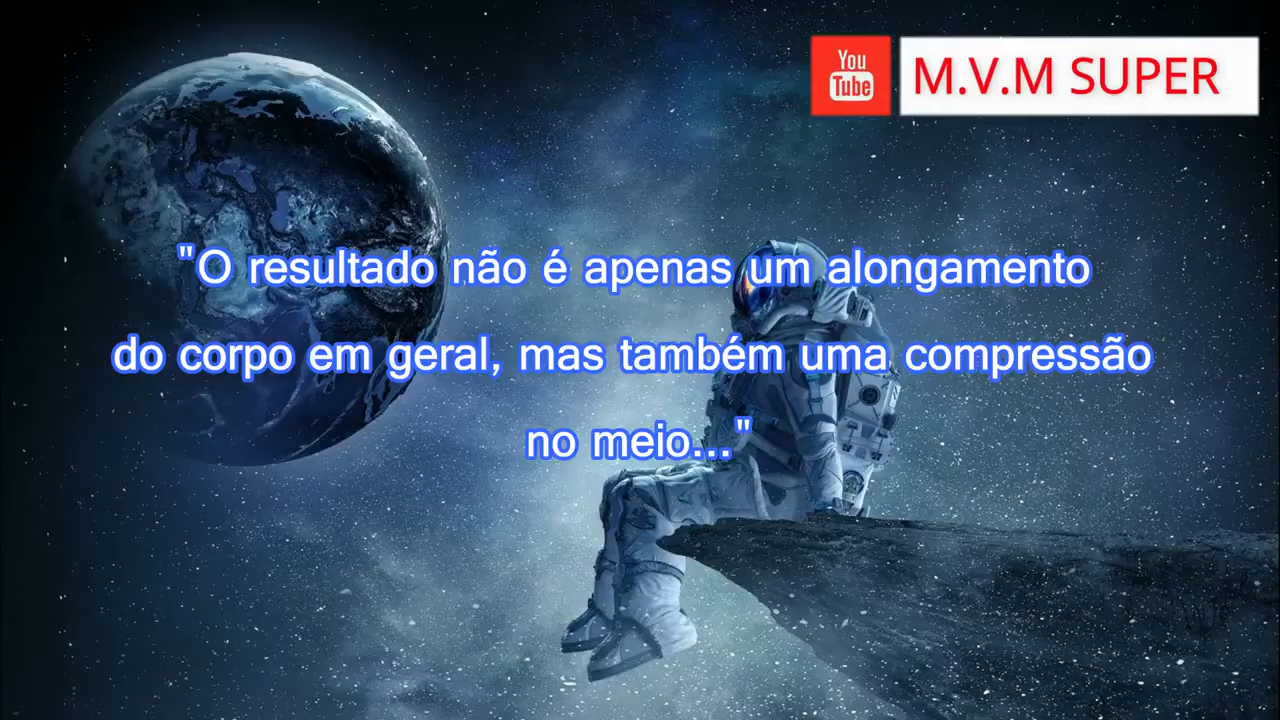 You
Tube
M.V.M SUPER
"O resultado não é apenas um alongamento
do corpo em geral, mas também uma compressão
no meio..."